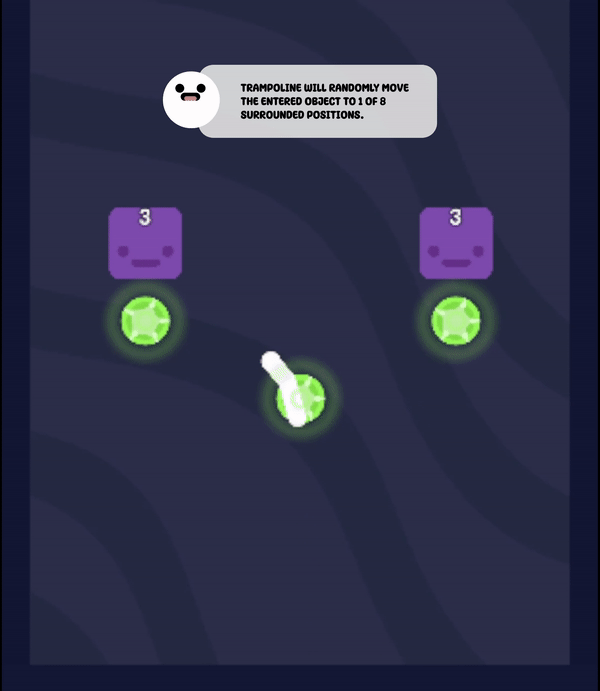 TRAMPOLINE WILL RANDOMLY MOVE
THE ENTERED OBJECT TO 1 OF 8
SURROUNDED POSITIONS.
3 3